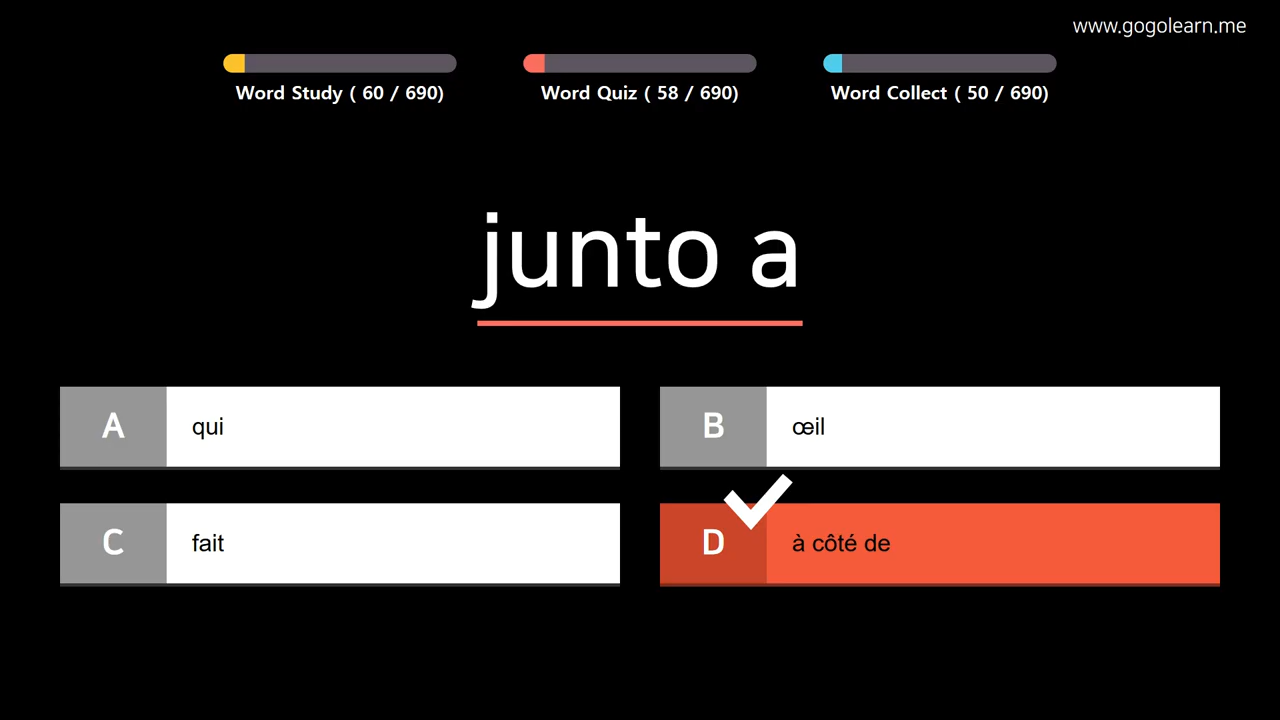 www.gogolearn.me
Word Study ( 60 / 690)
Word Quiz ( 58 / 690)
Word Collect ( 50 / 690)
junto a
A qui
B œil
C fait
D à côté de